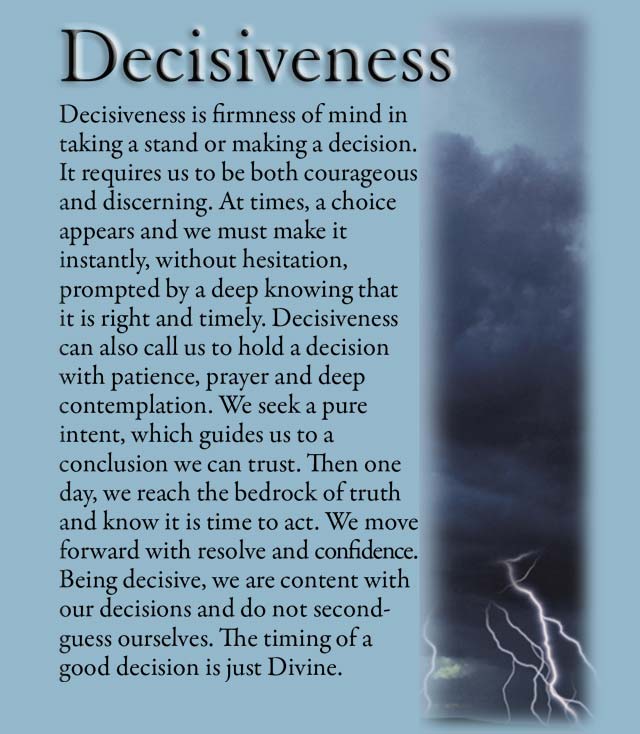 Decisiveness
Decisiveness is firmness of mind in
taking a stand or making a decision.
It requires us to be both courageous
and discerning. At times, a choice
appears and we must make it
instantly, without hesitation,
prompted by a deep knowing that
it is right and timely. Decisiveness
can also call us to hold a decision
with patience, prayer and deep
contemplation. We seek a pure
intent, which guides us to a
conclusion we can trust. Then one
day, we reach the bedrock of truth
and know it is time to act. We move
forward with resolve and confidence.
Being decisive, we are content with
our decisions and do not second-
guess ourselves. The timing of a
good decision is just Divine.